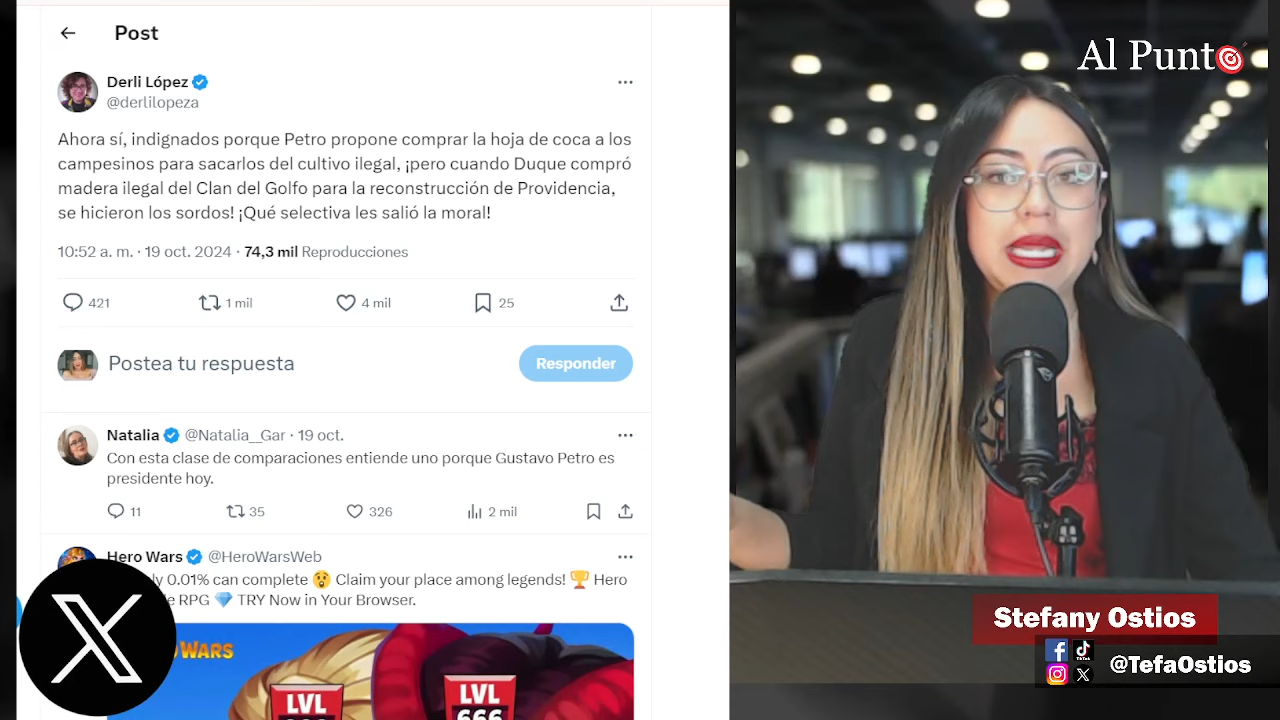 Post
Derli López
@derlilopeza
Ahora sí, indignados porque Petro propone comprar la hoja de coca a los
campesinos para sacarlos del cultivo ilegal, ¡pero cuando Duque compró
madera ilegal del Clan del Golfo para la reconstrucción de Providencia,
se hicieron los sordos! ¡Qué selectiva les salió la moral!
10:52 a. m. · 19 oct. 2024 · 74,3 mil Reproducciones
421 1 mil 4 mil 25
Postea tu respuesta
Responder
Natalia @Natalia__Gar · 19 oct.
Con esta clase de comparaciones entiende uno porque Gustavo Petro es
presidente hoy.
11 35 326 2 mil
Hero Wars @HeroWarsWeb
0.01% can complete 😲 Claim your place among legends! 🏆 Hero
RPG 💎 TRY Now in Your Browser.
WARS
LVL
LVL
666
Al Punto
Stefany Ostios
@TefaOstios